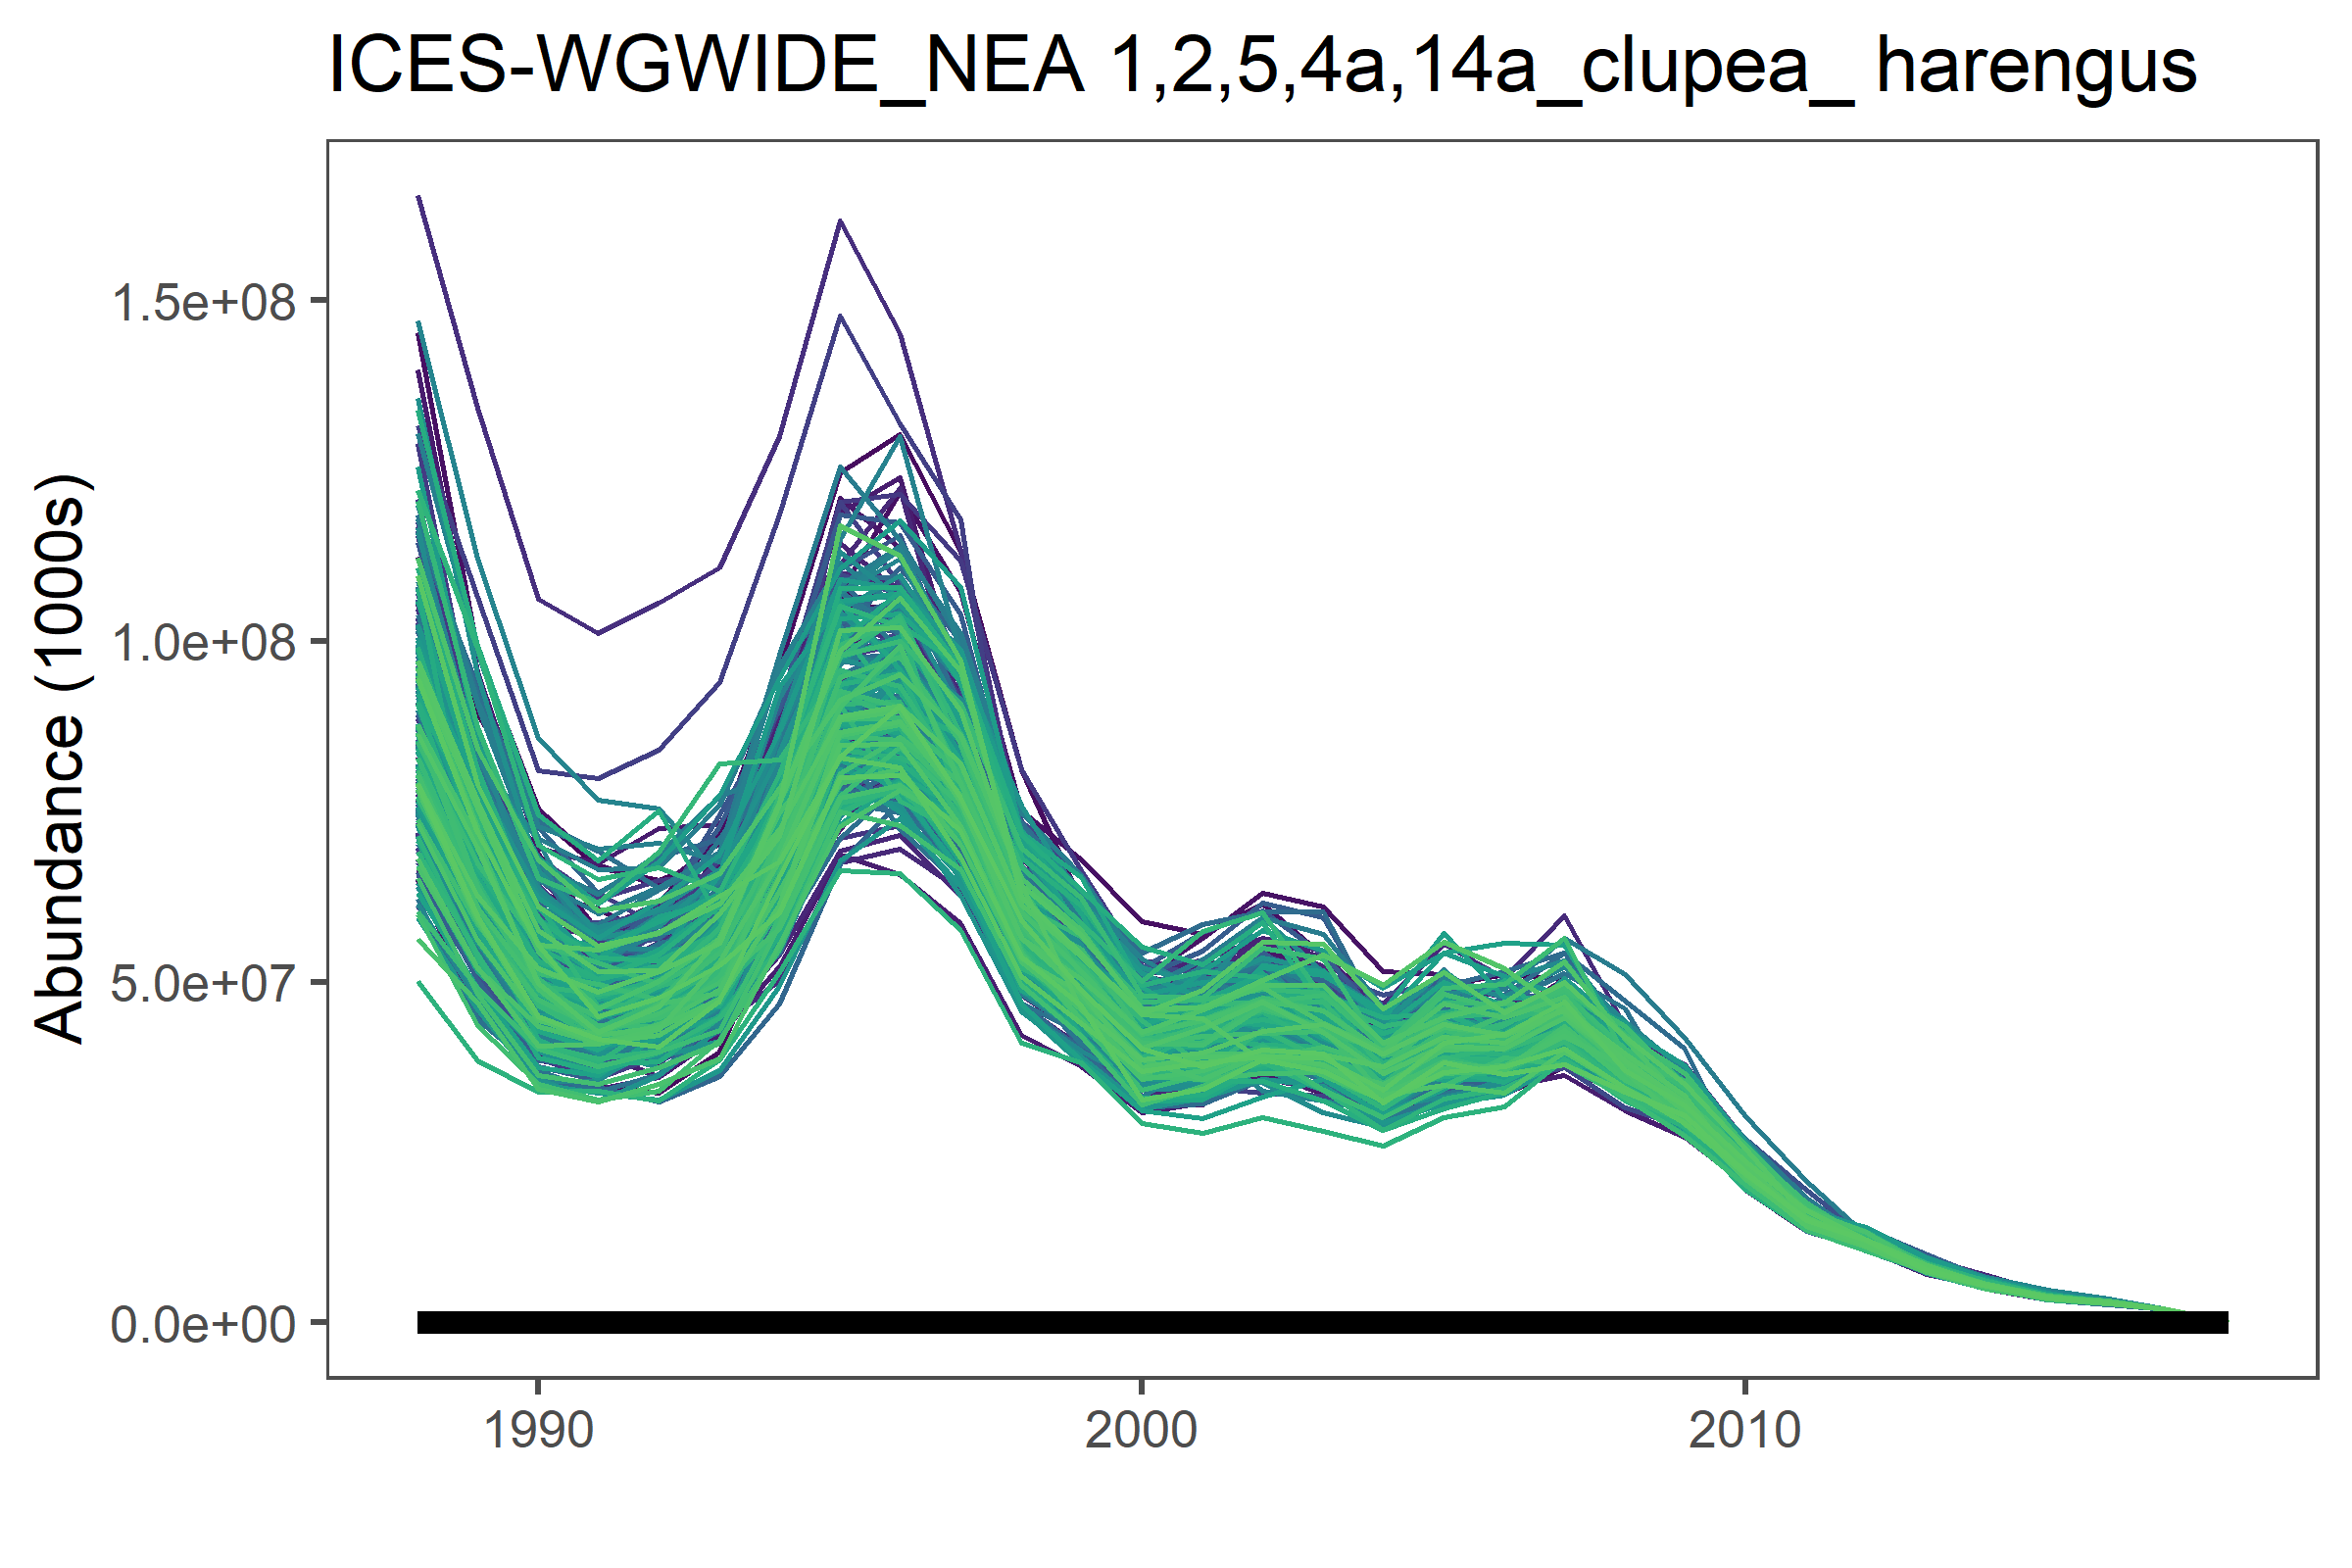 ICES-WGWIDE_NEA 1,2,5,4a,14a_clupea_ harengus
Abundance (1000s)
1.5e+08
1.0e+08
5.0e+07
0.0e+00
1990
2000
2010